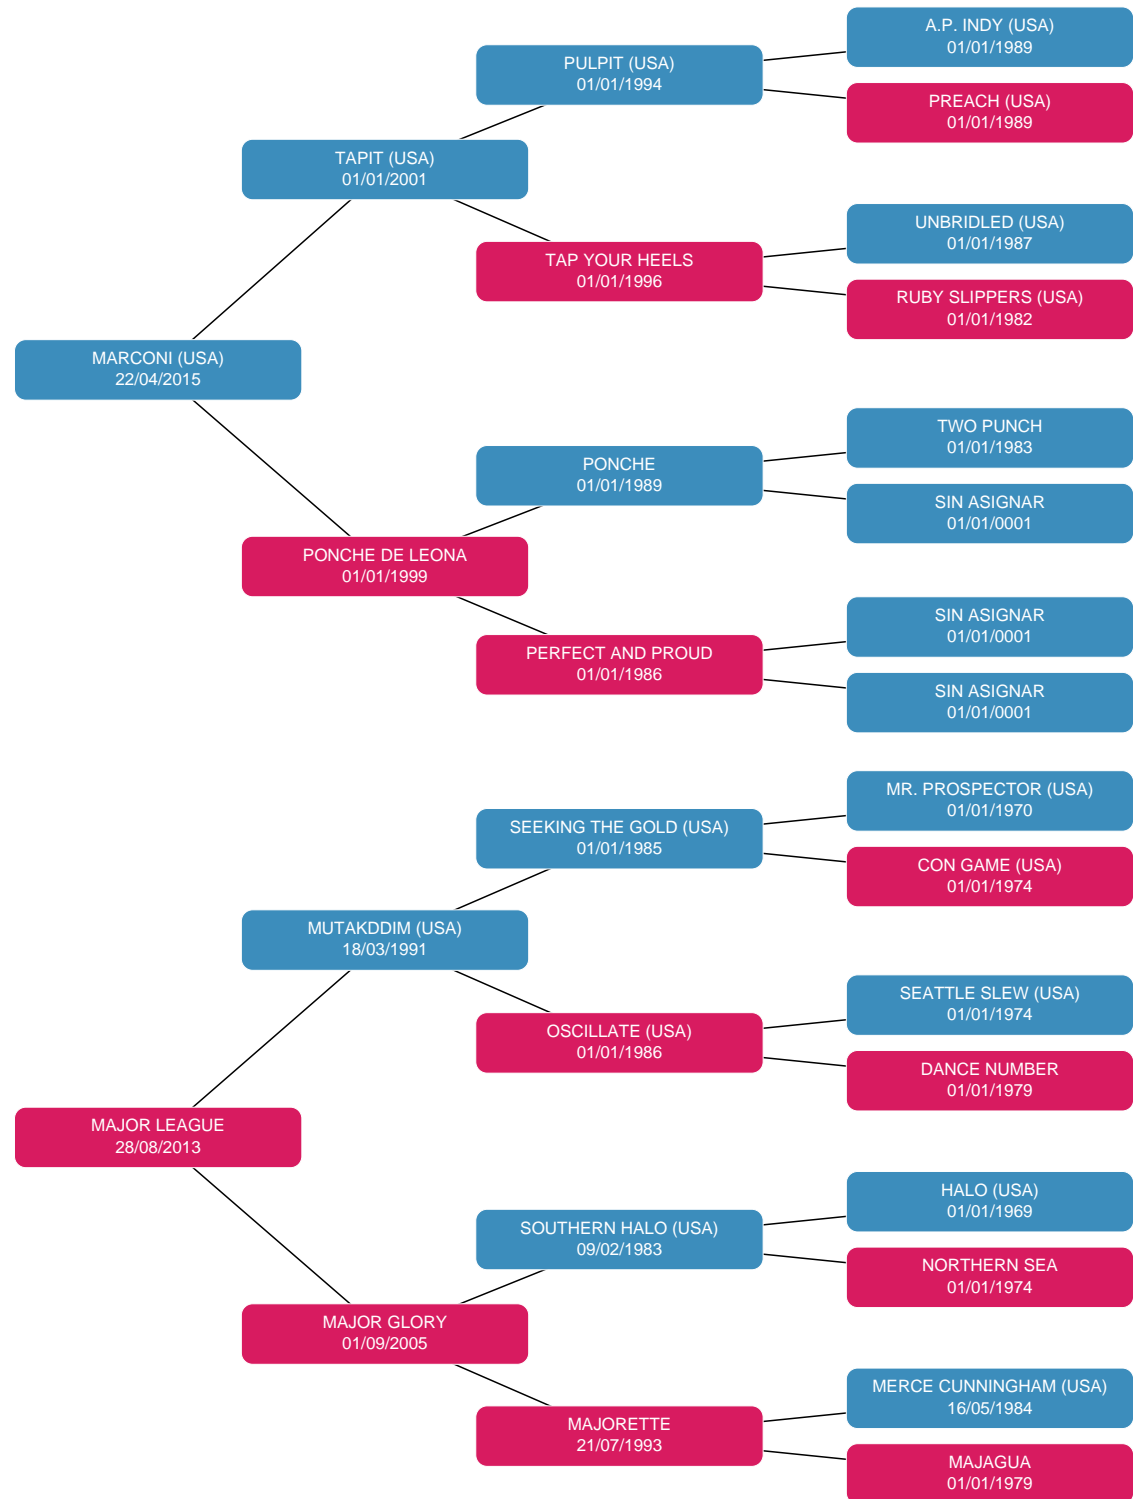 A.P. INDY (USA)
01/01/1989
PULPIT (USA)
01/01/1994
PREACH (USA)
01/01/1989
TAPIT (USA)
01/01/2001
UNBRIDLED (USA)
01/01/1987
TAP YOUR HEELS
01/01/1996
RUBY SLIPPERS (USA)
01/01/1982
MARCONI (USA)
22/04/2015
TWO PUNCH
01/01/1983
PONCHE
01/01/1989
SIN ASIGNAR
01/01/0001
PONCHE DE LEONA
01/01/1999
SIN ASIGNAR
01/01/0001
PERFECT AND PROUD
01/01/1986
SIN ASIGNAR
01/01/0001
MR. PROSPECTOR (USA)
01/01/1970
SEEKING THE GOLD (USA)
01/01/1985
CON GAME (USA)
01/01/1974
MUTAKDDIM (USA)
18/03/1991
SEATTLE SLEW (USA)
01/01/1974
OSCILLATE (USA)
01/01/1986
DANCE NUMBER
01/01/1979
MAJOR LEAGUE
28/08/2013
HALO (USA)
01/01/1969
SOUTHERN HALO (USA)
09/02/1983
NORTHERN SEA
01/01/1974
MAJOR GLORY
01/09/2005
MERCE CUNNINGHAM (USA)
16/05/1984
MAJORETTE
21/07/1993
MAJAGUA
01/01/1979